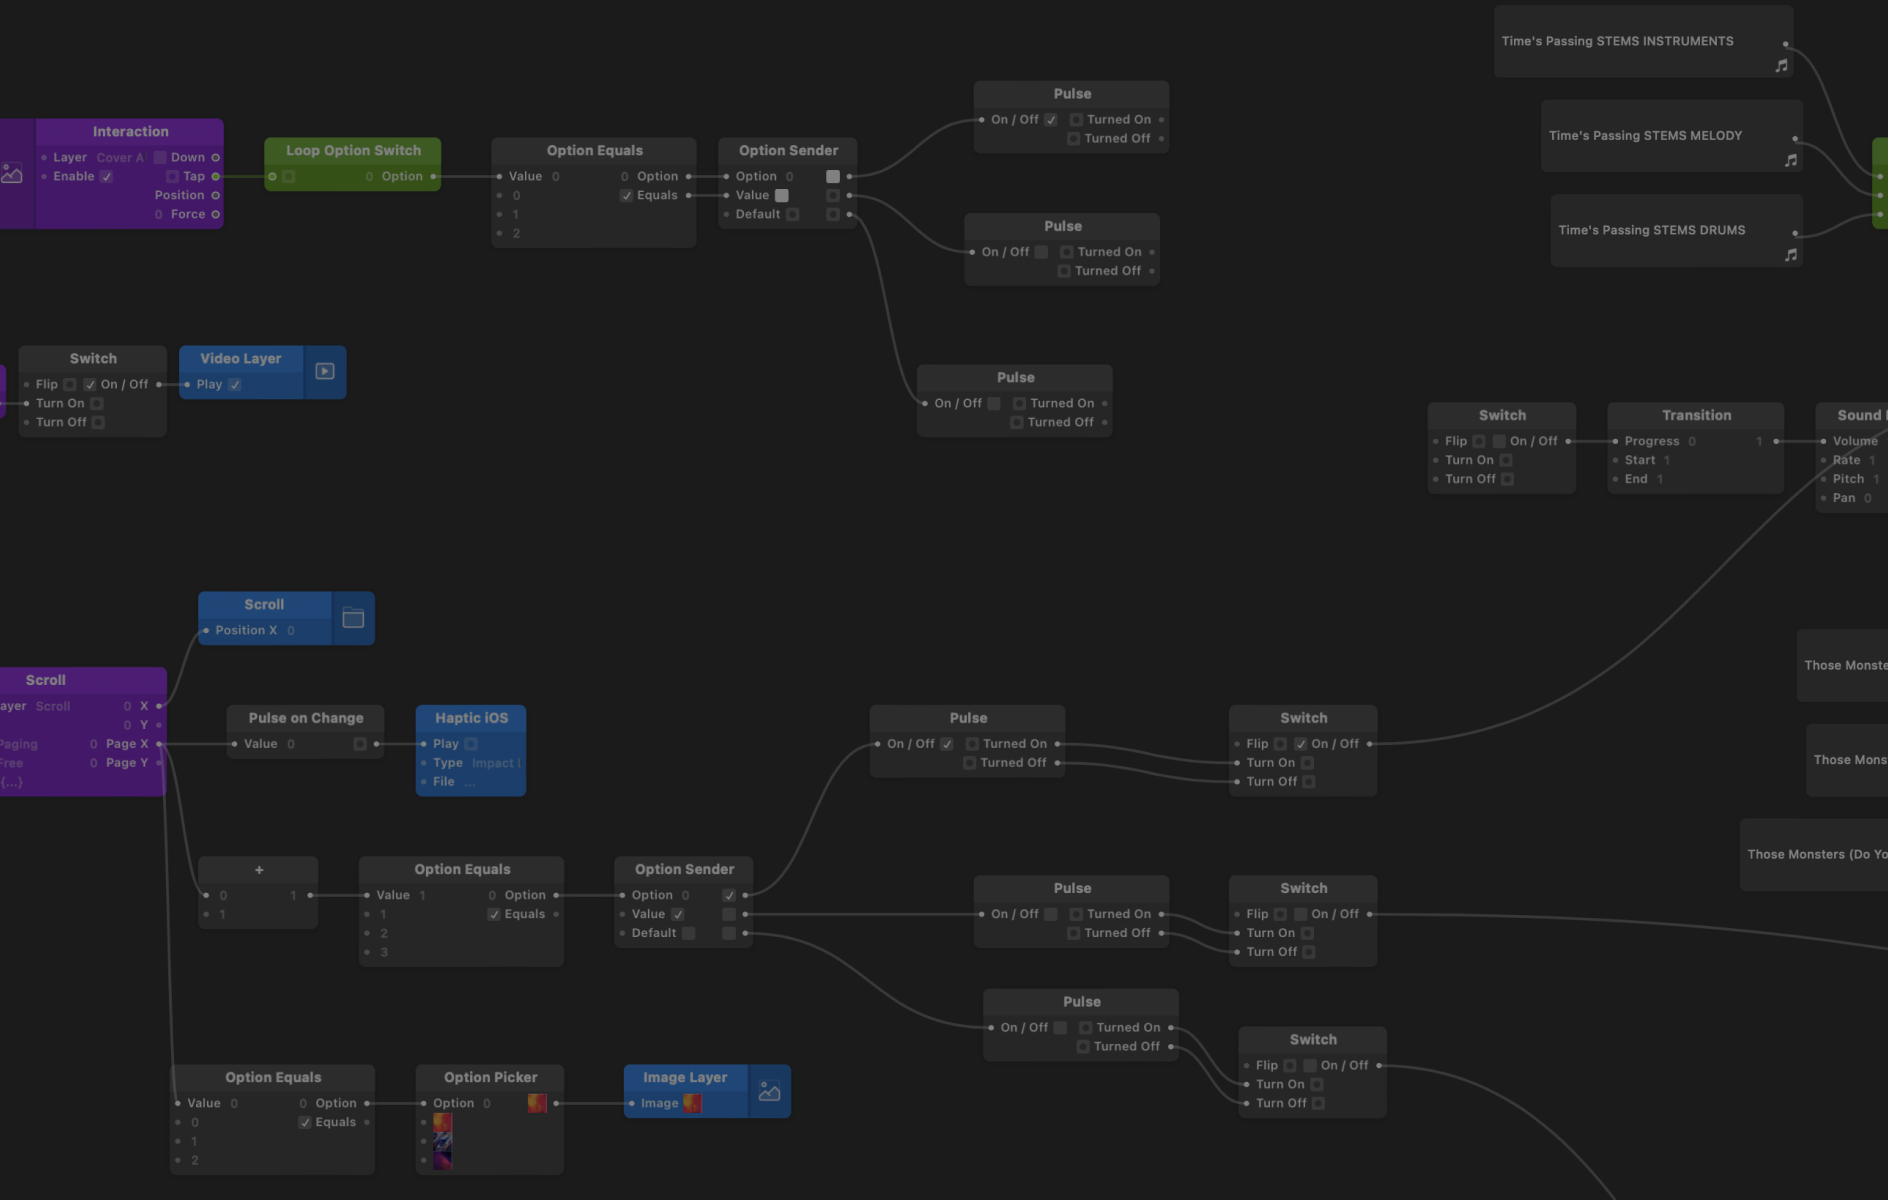 Time's Passing STEMS INSTRUMENTS
Time's Passing STEMS MELODY
Time's Passing STEMS DRUMS
Interaction
Layer Cover A Down
Enable Tap
Position
0 Force
Loop Option Switch
0 Option
Option Equals
Value 0 0 Option
0 Equals
1
2
Option Sender
Option 0
Value
Default
Pulse
On / Off Turned On
Turned Off
Pulse
On / Off Turned On
Turned Off
Pulse
On / Off Turned On
Turned Off
Switch
Flip On / Off
Turn On
Turn Off
Video Layer
Play
Switch
Flip On / Off
Turn On
Turn Off
Transition
Progress 0 1
Start 1
End 1
Sound
Volume
Rate 1
Pitch 1
Pan 0
Scroll
Position X 0
Scroll
ayer Scroll 0 X
0 Y
Paging 0 Page X
Free 0 Page Y
{...}
Pulse on Change
Value 0
Haptic iOS
Play
Type Impact
File ...
Pulse
On / Off Turned On
Turned Off
Switch
Flip On / Off
Turn On
Turn Off
Those Monste
Those Mons
Those Monsters (Do Yo
+
0 1
1
Option Equals
Value 1 0 Option
1 Equals
2
3
Option Sender
Option 0
Value
Default
Pulse
On / Off Turned On
Turned Off
Switch
Flip On / Off
Turn On
Turn Off
Pulse
On / Off Turned On
Turned Off
Switch
Flip On / Off
Turn On
Turn Off
Option Equals
Value 0 0 Option
0 Equals
1
2
Option Picker
Option 0
Image Layer
Image